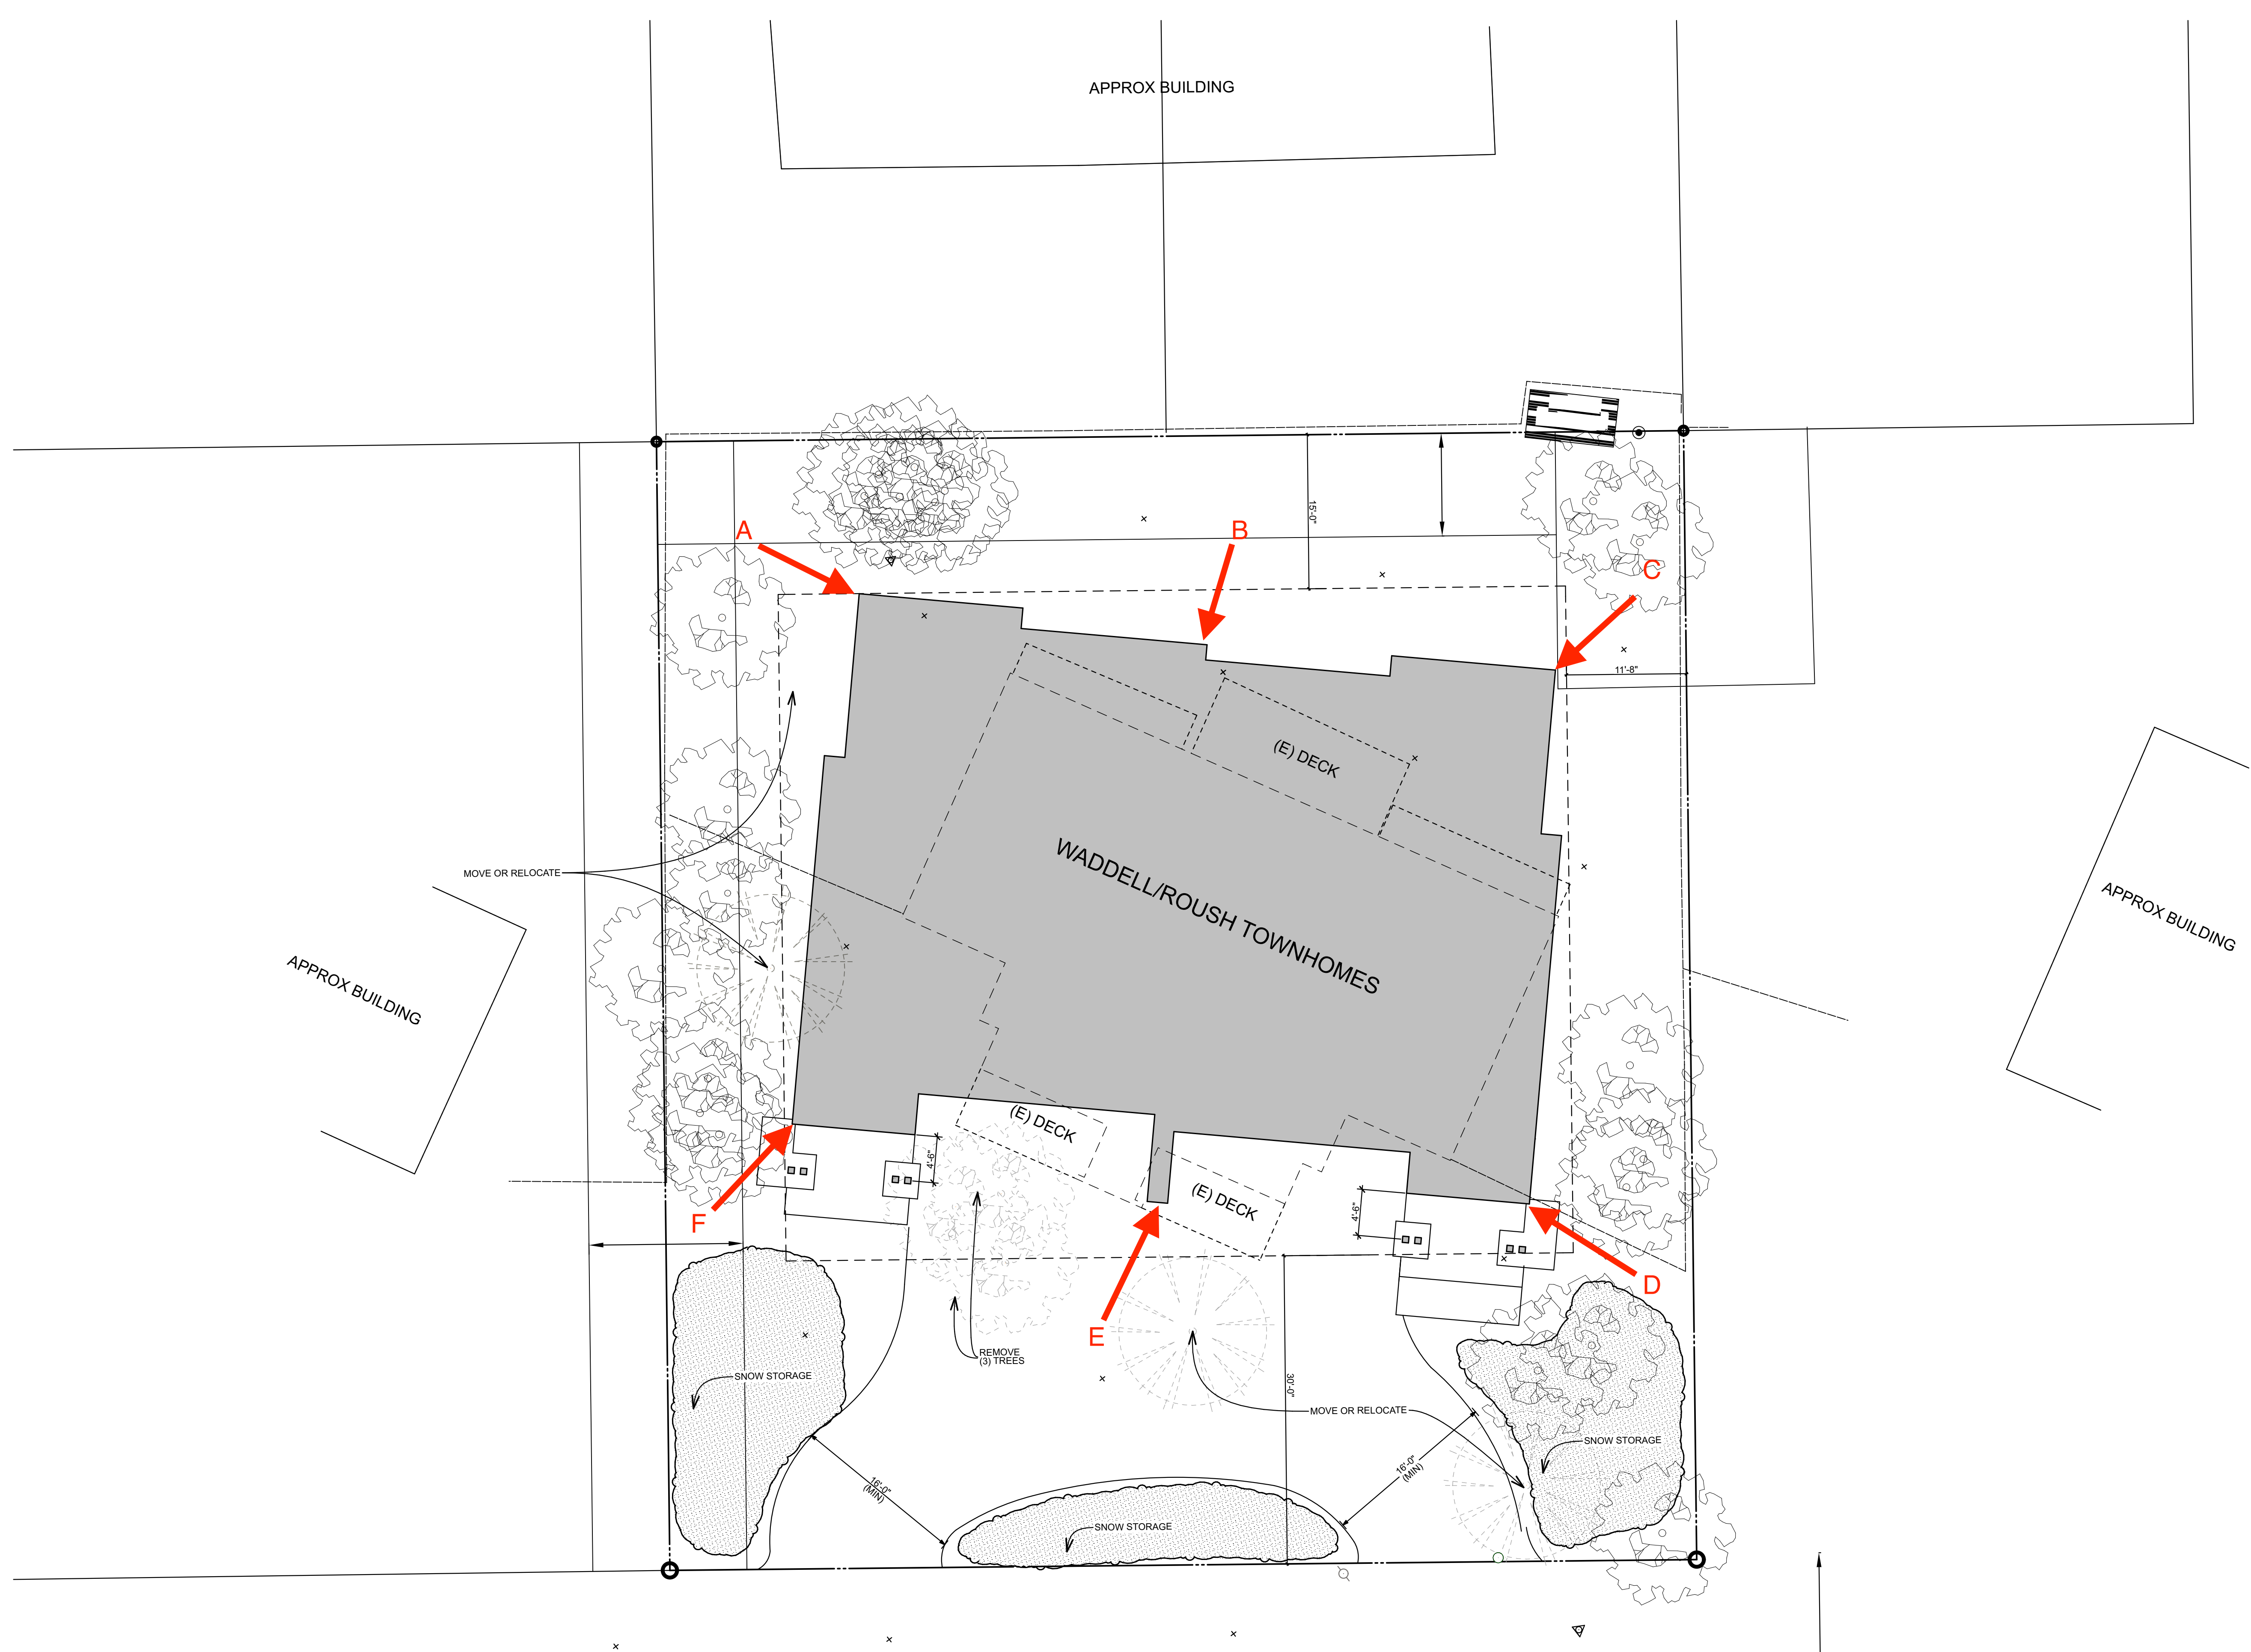 APPROX BUILDING
A
B
15'-0"
C
11'-8"
(E) DECK
WADDELL/ROUSH TOWNHOMES
MOVE OR RELOCATE
APPROX BUILDING
APPROX BUILDING
(E) DECK
4'-6"
(E) DECK
4'-6"
F
D
E
REMOVE
(3) TREES
SNOW STORAGE
30'-0"
MOVE OR RELOCATE
SNOW STORAGE
16'-0"
(MIN)
16'-0"
(MIN)
SNOW STORAGE